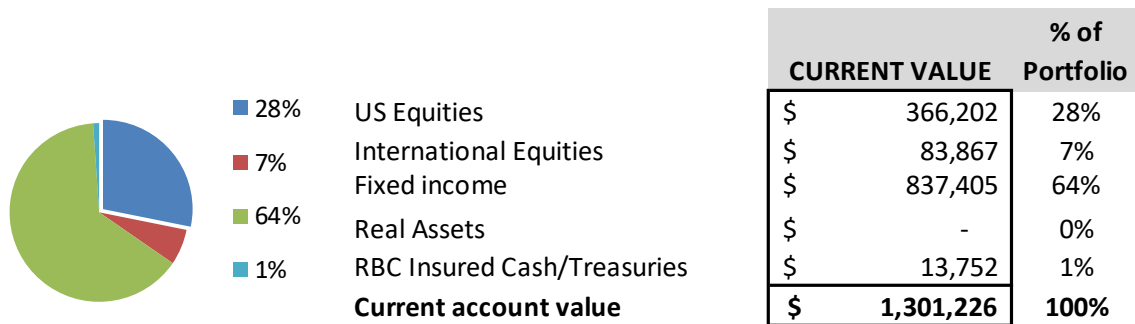 % of
CURRENT VALUE Portfolio
28% US Equities $ 366,202 28%
7% International Equities $ 83,867 7%
Fixed income $ 837,405 64%
64% Real Assets $ - 0%
1% RBC Insured Cash/Treasuries $ 13,752 1%
Current account value $ 1,301,226 100%